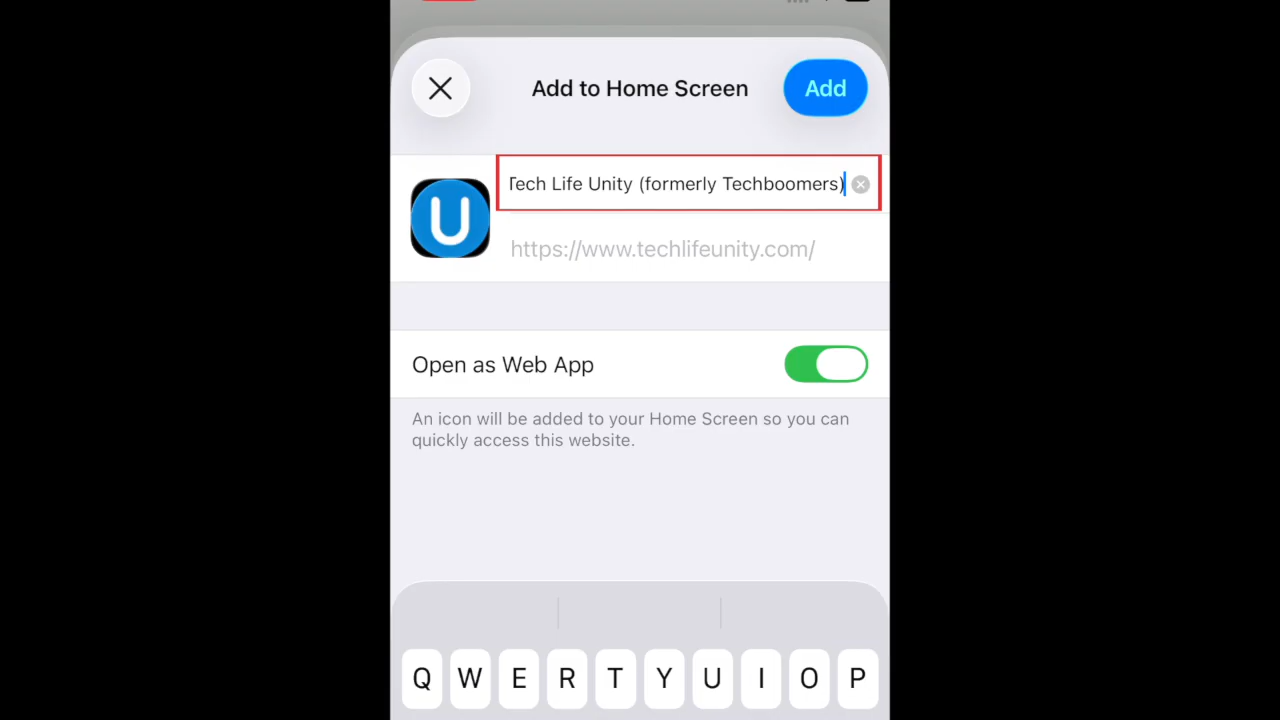 Add to Home Screen
Add
Tech Life Unity (formerly Techboomers)
U
https://www.techlifeunity.com/
Open as Web App
An icon will be added to your Home Screen so you can
quickly access this website.
Q W E R T Y U I O P